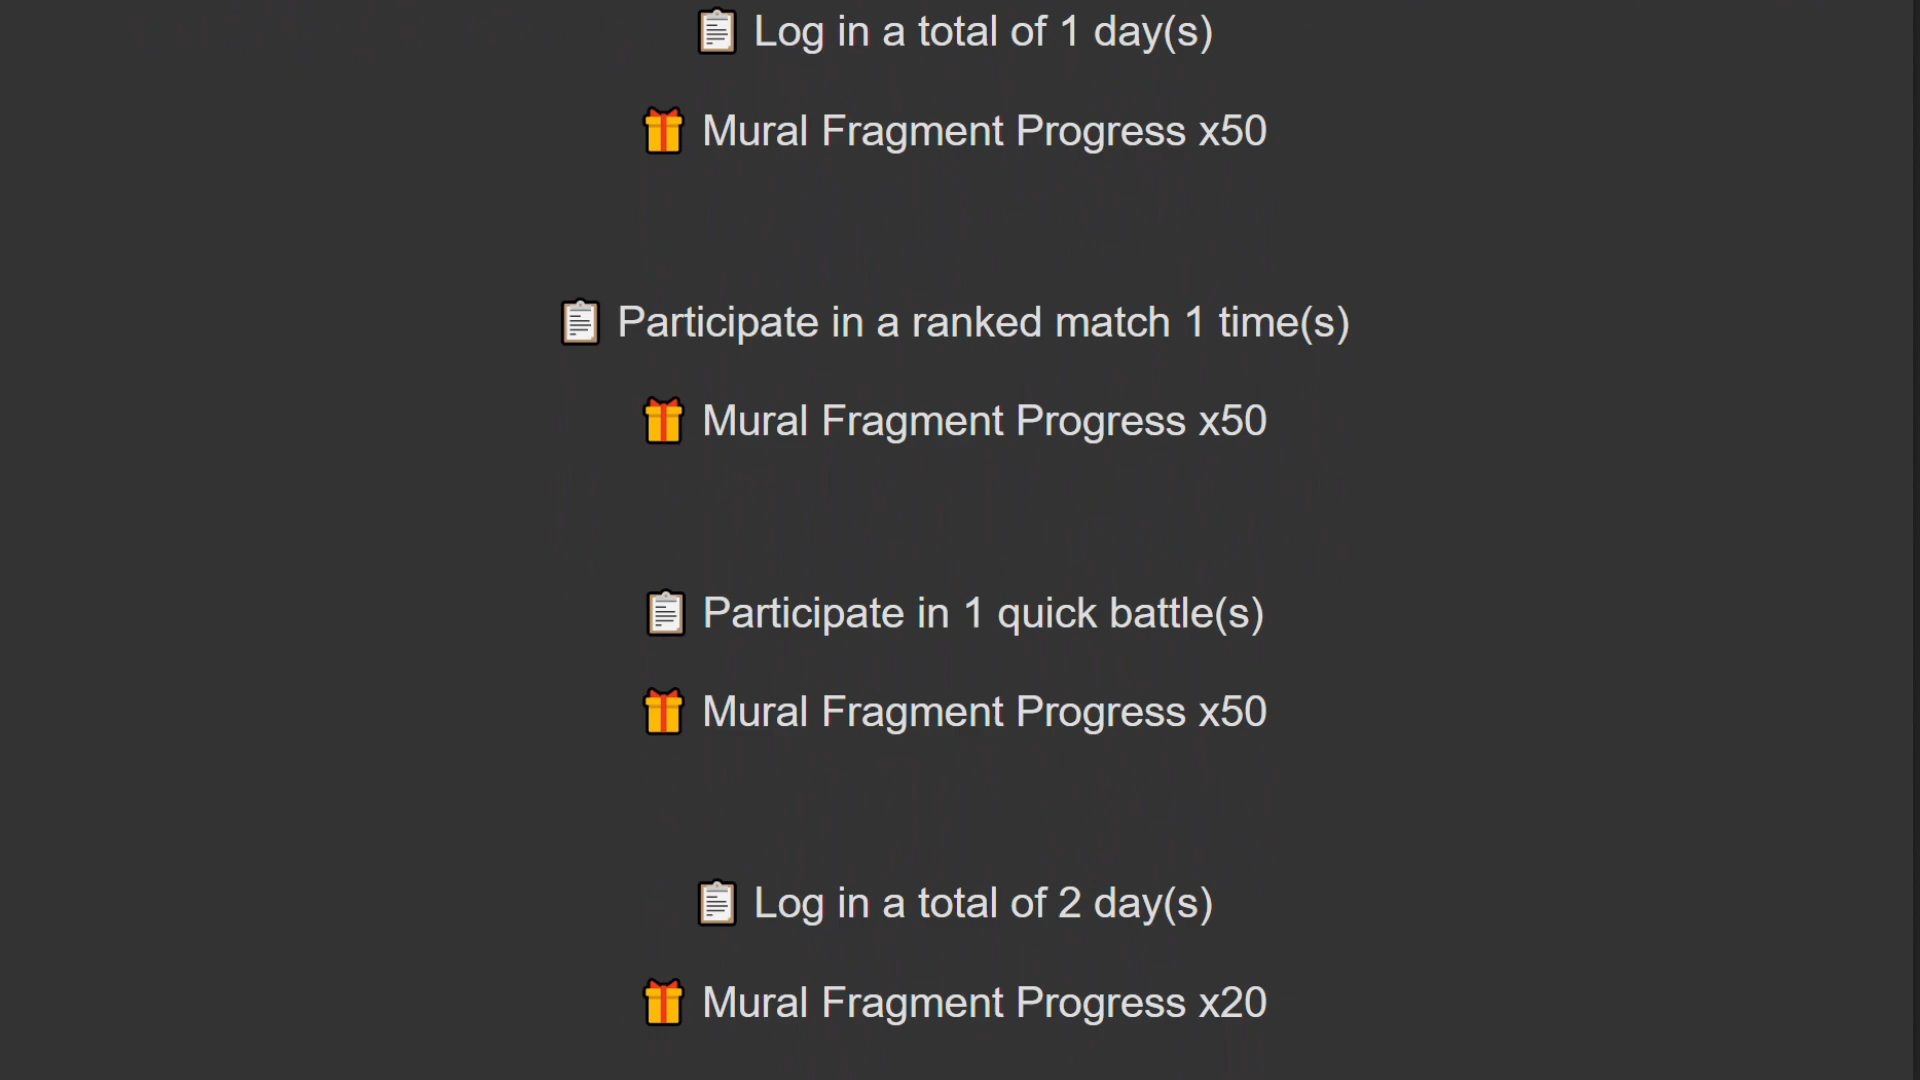 📋 Log in a total of 1 day(s)
🎁 Mural Fragment Progress x50
📋 Participate in a ranked match 1 time(s)
🎁 Mural Fragment Progress x50
📋 Participate in 1 quick battle(s)
🎁 Mural Fragment Progress x50
📋 Log in a total of 2 day(s)
🎁 Mural Fragment Progress x20